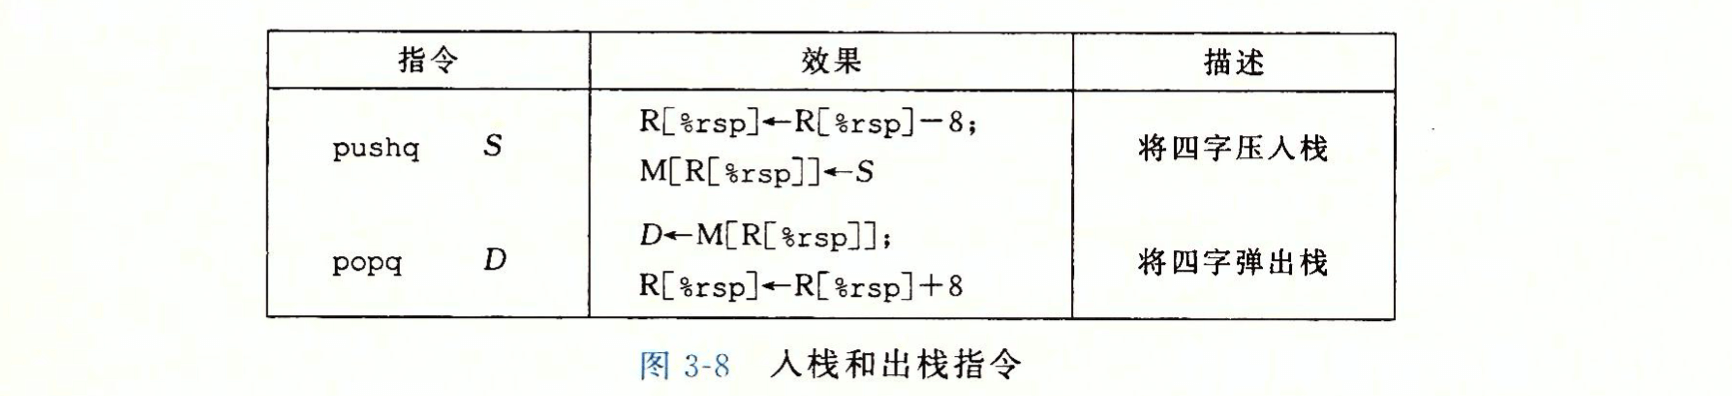 指令 效果 描述
pushq S R[%rsp]←R[%rsp]−8; 将四字压入栈
M[R[%rsp]]←S
popq D D←M[R[%rsp]]; 将四字弹出栈
R[%rsp]←R[%rsp]+8
图 3-8 入栈和出栈指令